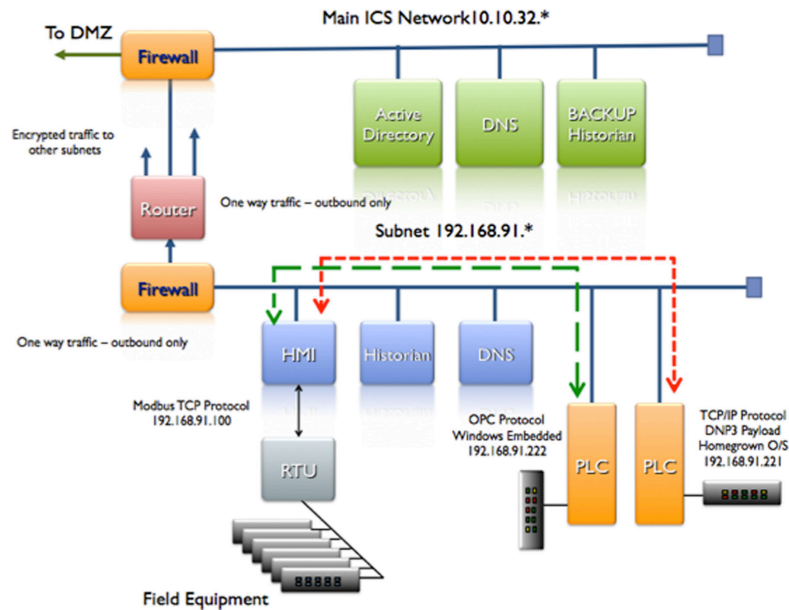 Main ICS Network10.10.32.*
To DMZ
Firewall
Active
Directory
DNS
BACKUP
Historian
Encrypted traffic to
other subnets
Router
One way traffic – outbound only
Subnet 192.168.91.*
Firewall
One way traffic – outbound only
HMI
Historian
DNS
Modbus TCP Protocol
192.168.91.100
OPC Protocol
Windows Embedded
192.168.91.222
PLC
PLC
TCP/IP Protocol
DNP3 Payload
Homegrown O/S
192.168.91.221
RTU
88888
Field Equipment